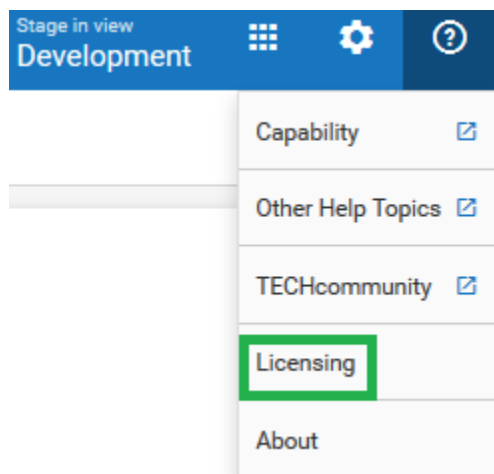 Stage in view
Development
Capability
Other Help Topics
TECHcommunity
Licensing
About